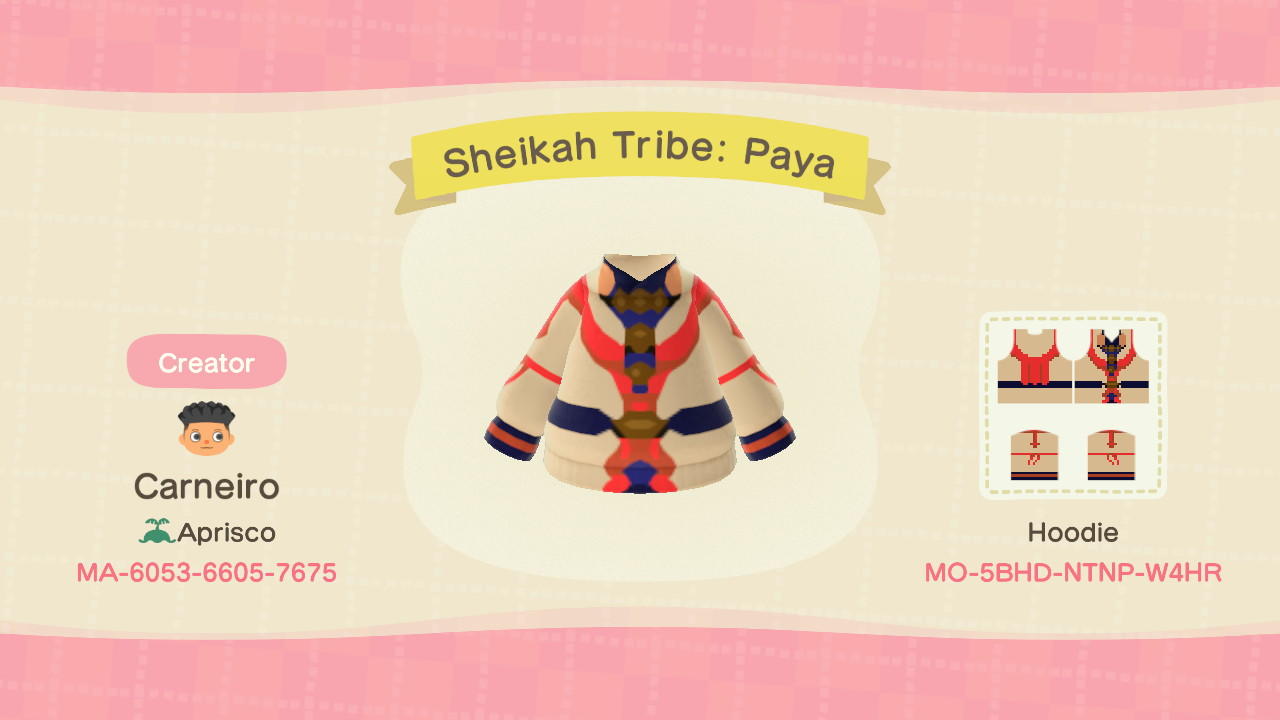 Sheikah Tribe: Paya
Creator
Carneiro
Aprisco
MA-6053-6605-7675
Hoodie
MO-5BHD-NTNP-W4HR